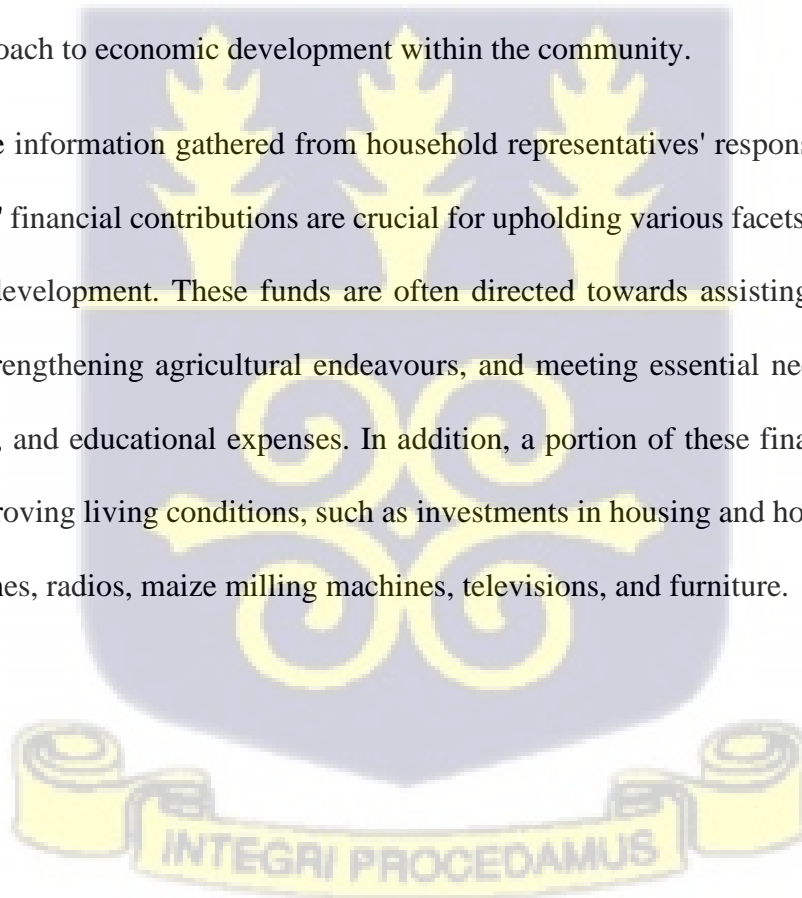 oach to economic development within the community.
e information gathered from household representatives' respons
' financial contributions are crucial for upholding various facets
development. These funds are often directed towards assisting
rengthening agricultural endeavours, and meeting essential ne
, and educational expenses. In addition, a portion of these fina
roving living conditions, such as investments in housing and ho
nes, radios, maize milling machines, televisions, and furniture.
INTEGRI PROCEDAMUS